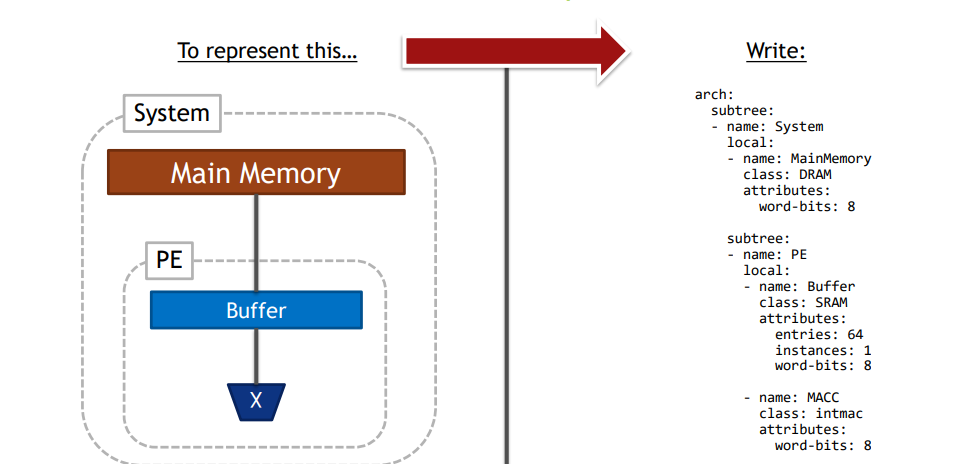 To represent this…
Write:
System
Main Memory
PE
Buffer
X
arch:
  subtree:
  - name: System
    local:
    - name: MainMemory
      class: DRAM
      attributes:
        word-bits: 8
    subtree:
    - name: PE
      local:
      - name: Buffer
        class: SRAM
        attributes:
          entries: 64
          instances: 1
          word-bits: 8
      - name: MACC
        class: intmac
        attributes:
          word-bits: 8